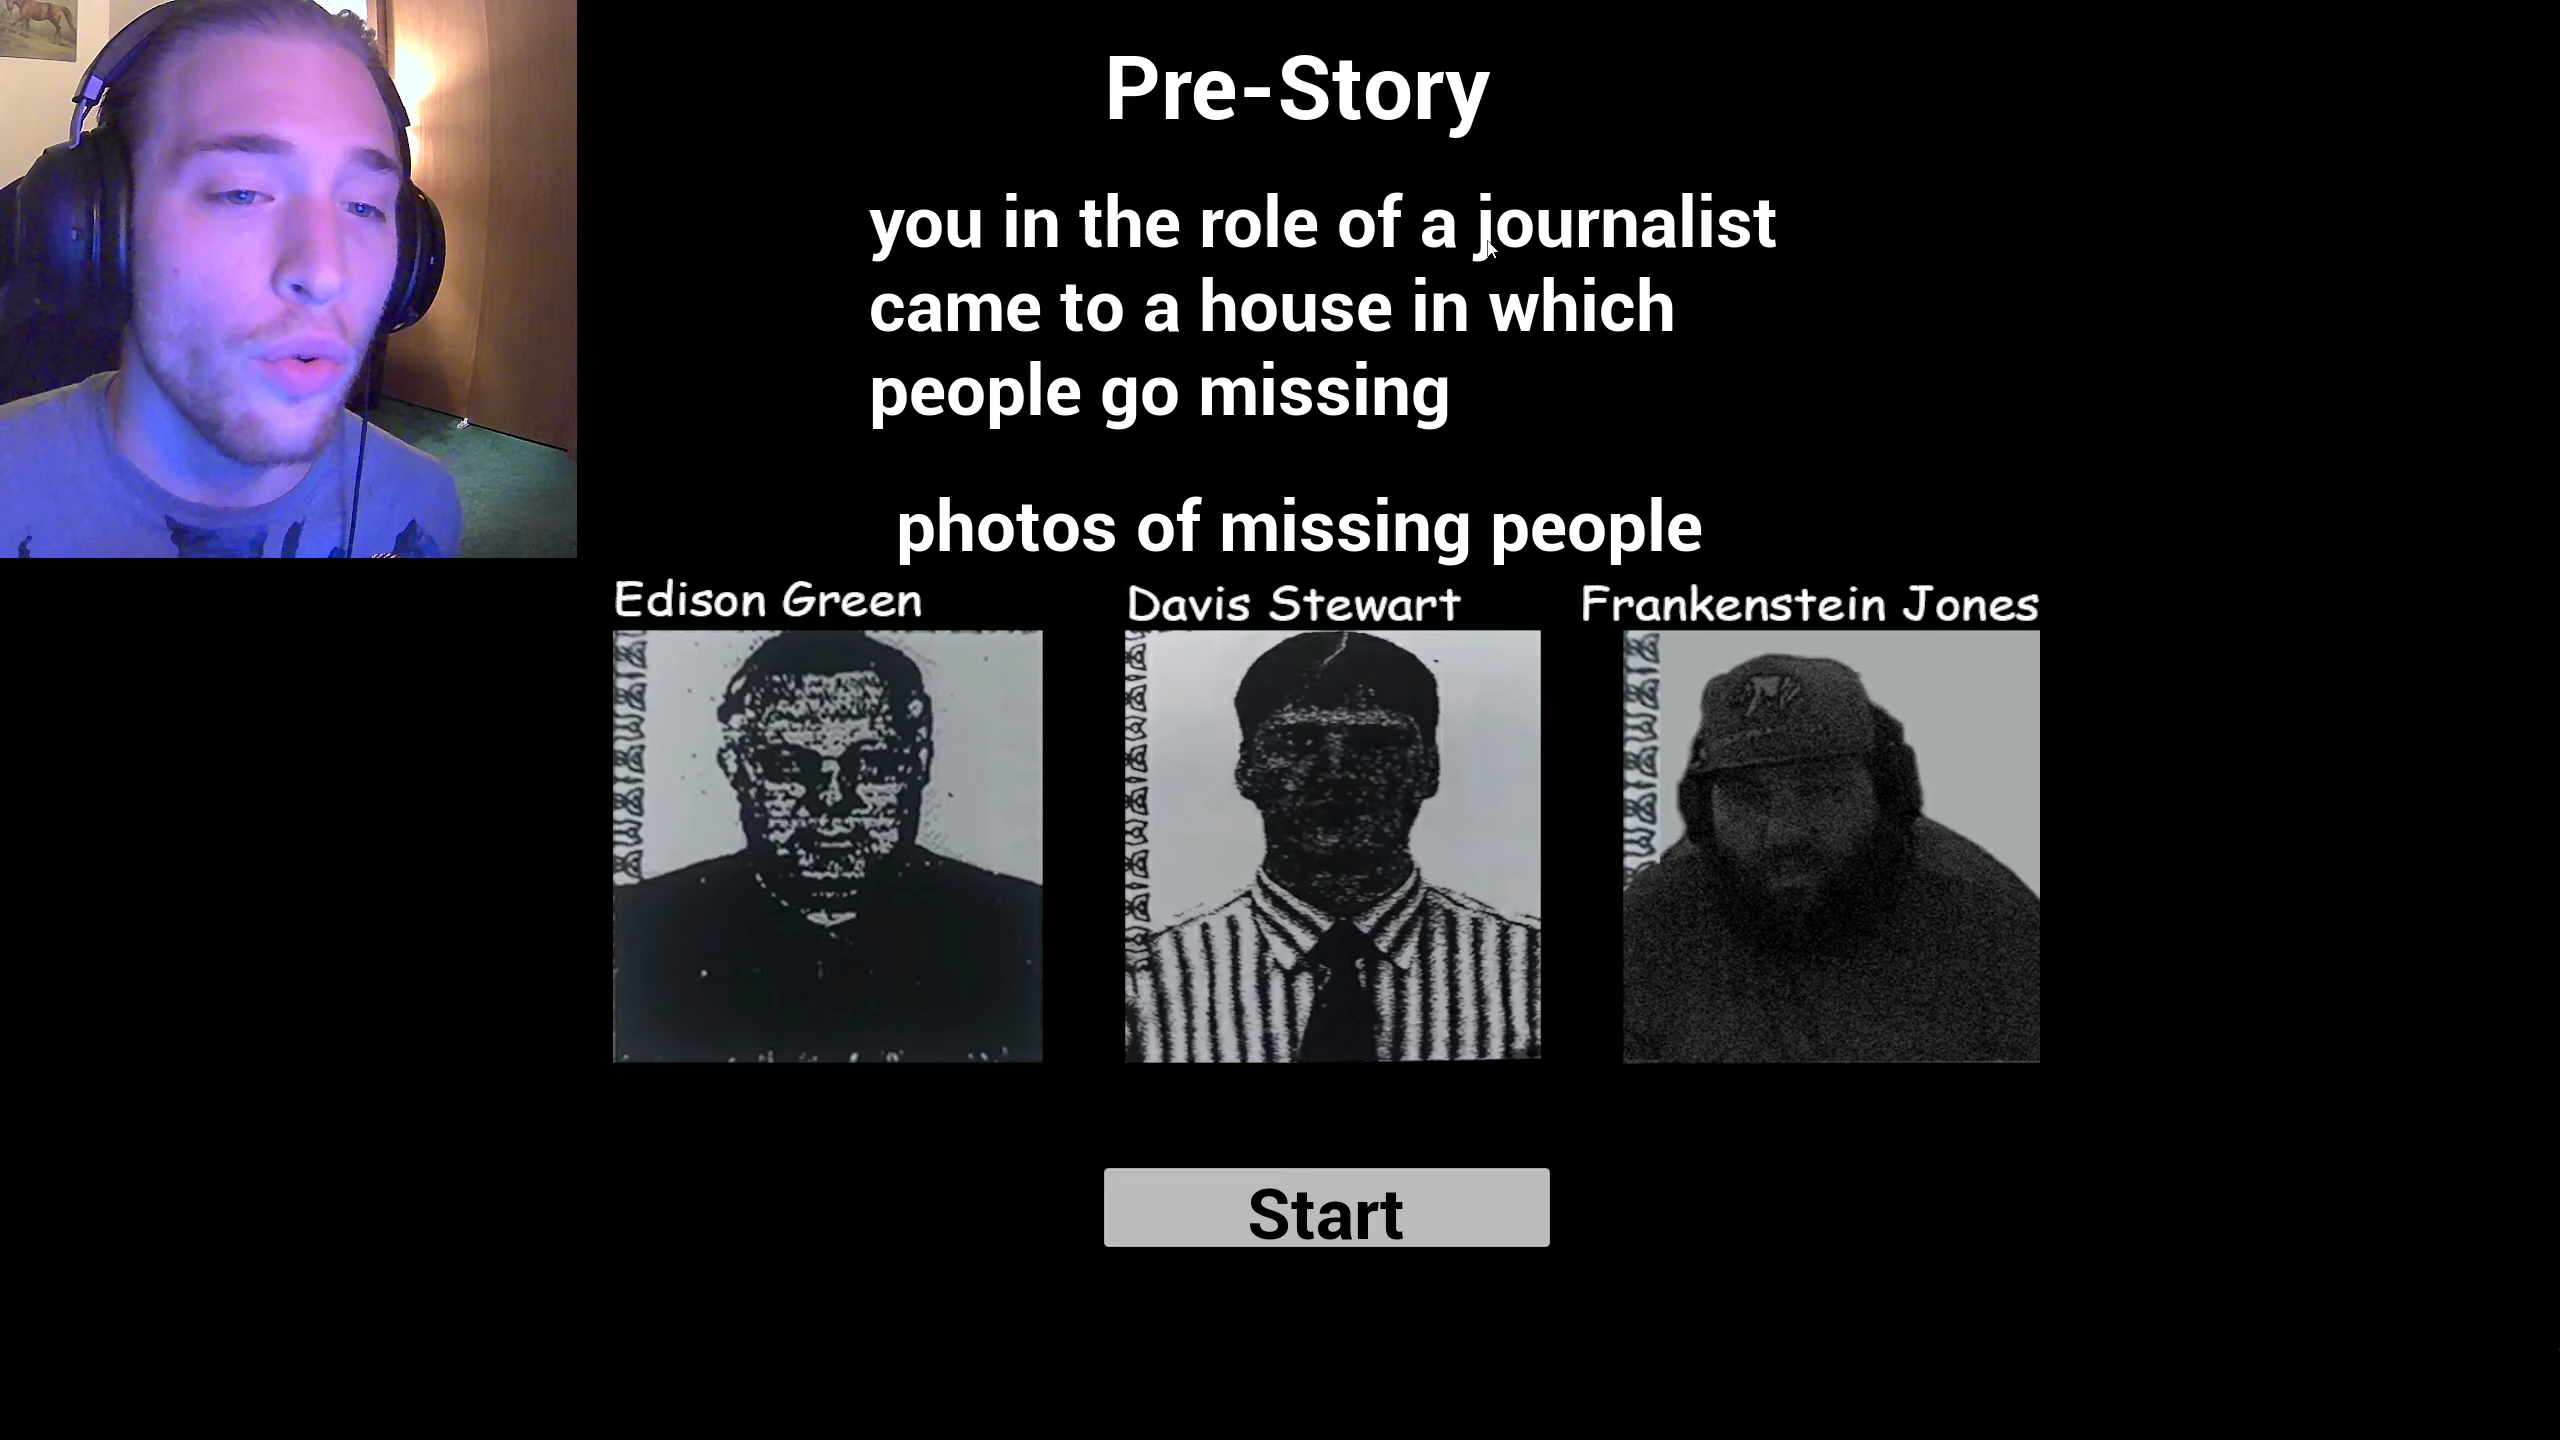 Pre-Story
you in the role of a journalist
came to a house in which
people go missing
photos of missing people
Edison Green
Davis Stewart
Frankenstein Jones
Start